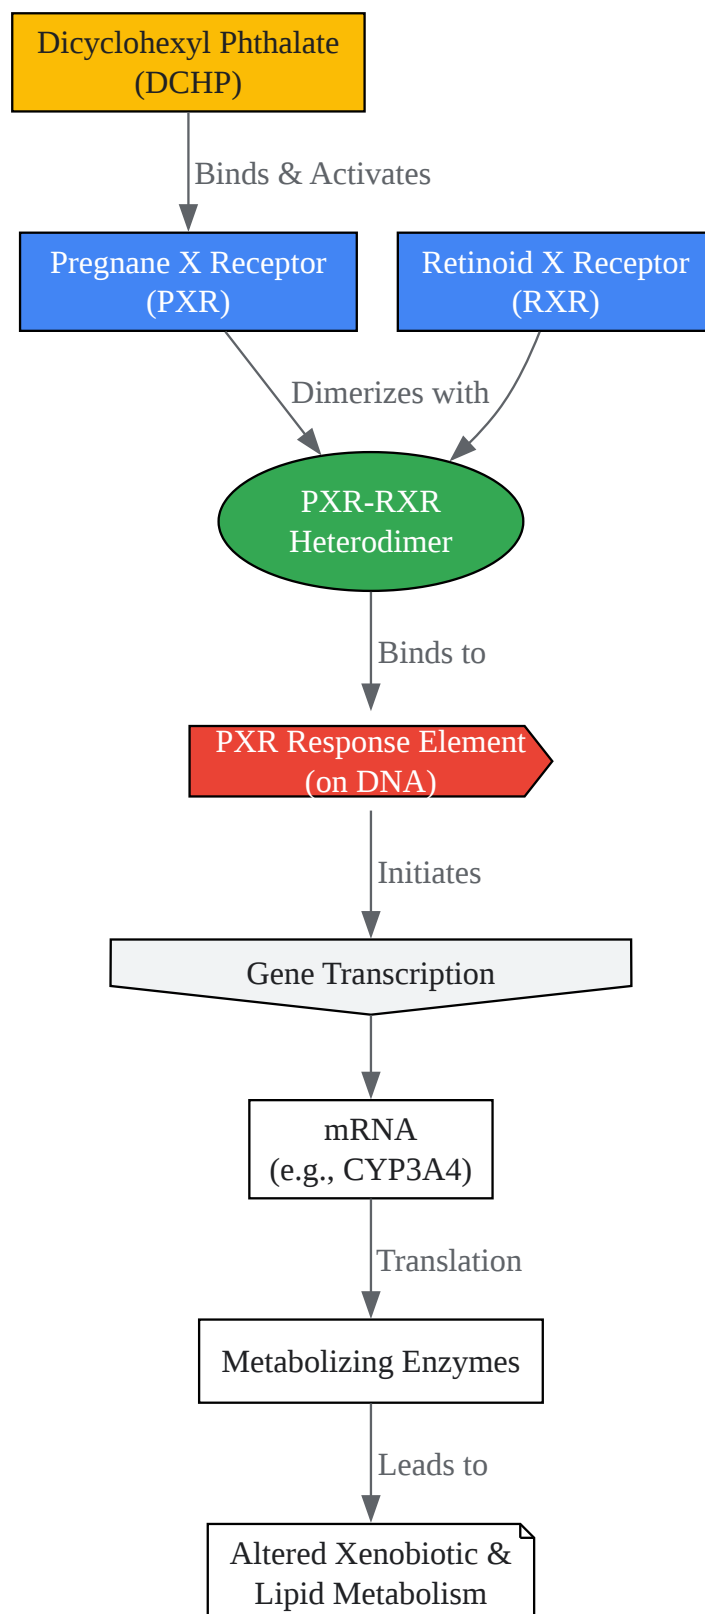 Dicyclohexyl Phthalate
(DCHP)
Binds & Activates
Pregnane X Receptor
(PXR)
Retinoid X Receptor
(RXR)
Dimerizes with
PXR-RXR
Heterodimer
Binds to
PXR Response Element
(on DNA)
Initiates
Gene Transcription
mRNA
(e.g., CYP3A4)
Translation
Metabolizing Enzymes
Leads to
Altered Xenobiotic &
Lipid Metabolism